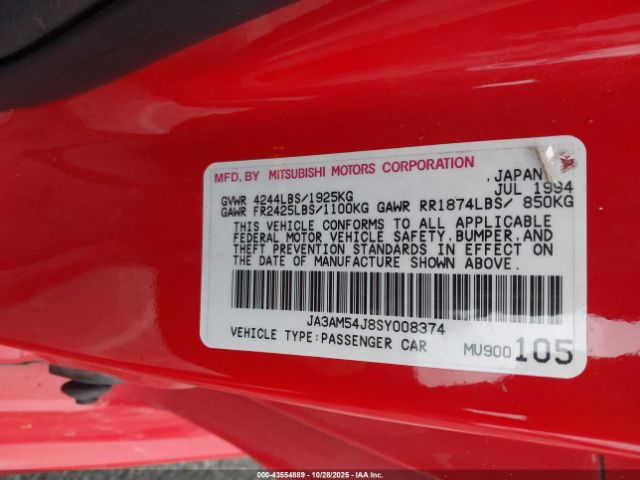 MFD. BY MITSUBISHI MOTORS CORPORATION
JAPAN
JUL 1994
GVWR 4244LBS/1925KG
GAWR FR2425LBS/1100KG GAWR RR1874LBS/ 850KG
THIS VEHICLE CONFORMS TO ALL APPLICABLE
FEDERAL MOTOR VEHICLE SAFETY.BUMPER.AND
THEFT PREVENTION STANDARDS IN EFFECT ON
THE DATE OF MANUFACTURE SHOWN ABOVE.
JA3AM54J8SY008374
VEHICLE TYPE:PASSENGER CAR
MU900 105
000-43554889 | 10/28/2025 | IAA Inc.